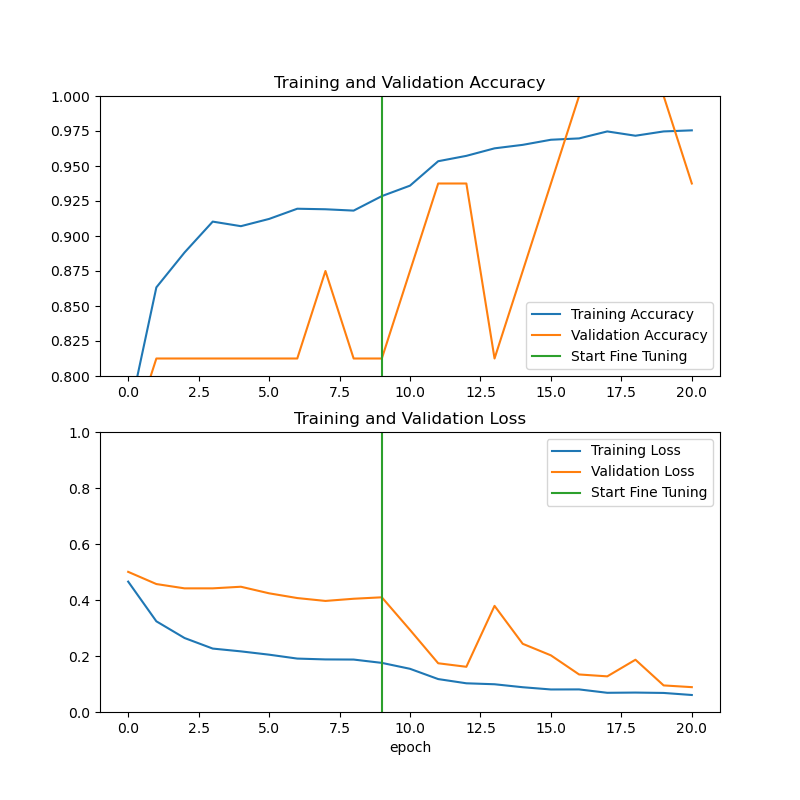 Training and Validation Accuracy
1.000
0.975
0.950
0.925
0.900
0.875
0.850
0.825
0.800
Training Accuracy
Validation Accuracy
Start Fine Tuning
0.0 2.5 5.0 7.5 10.0 12.5 15.0 17.5 20.0
Training and Validation Loss
1.0
0.8
0.6
0.4
0.2
0.0
Training Loss
Validation Loss
Start Fine Tuning
0.0 2.5 5.0 7.5 10.0 12.5 15.0 17.5 20.0
epoch